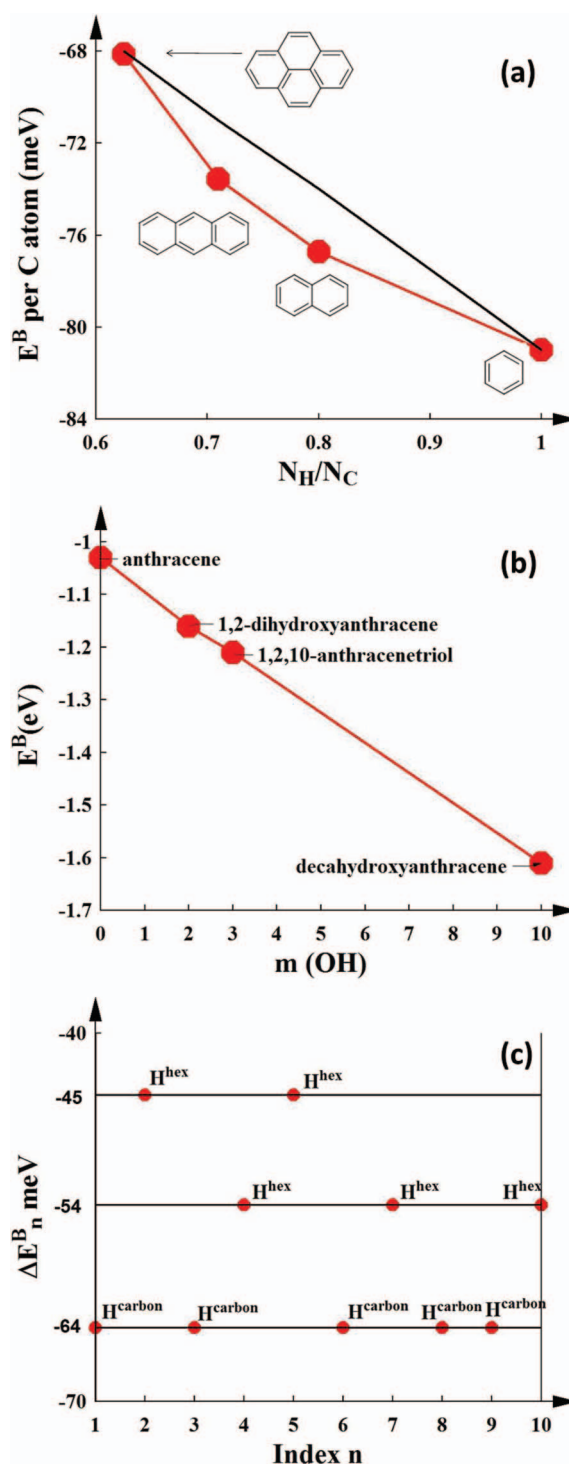 (a)
-68
-72
-76
-80
-84
E^B per C atom (meV)
0.6 0.7 0.8 0.9 1
N_H/N_C
(b)
-1
-1.1
-1.2
-1.3
-1.4
-1.5
-1.6
-1.7
E^B(eV)
anthracene
1,2-dihydroxyanthracene
1,2,10-anthracenetriol
decahydroxyanthracene
0 1 2 3 4 5 6 7 8 9 10
m (OH)
(c)
-40
-45
-54
-64
-70
ΔE^B_n meV
H^hex H^hex
H^hex H^hex H^hex
H^carbon H^carbon H^carbon H^carbon H^carbon
1 2 3 4 5 6 7 8 9 10
Index n